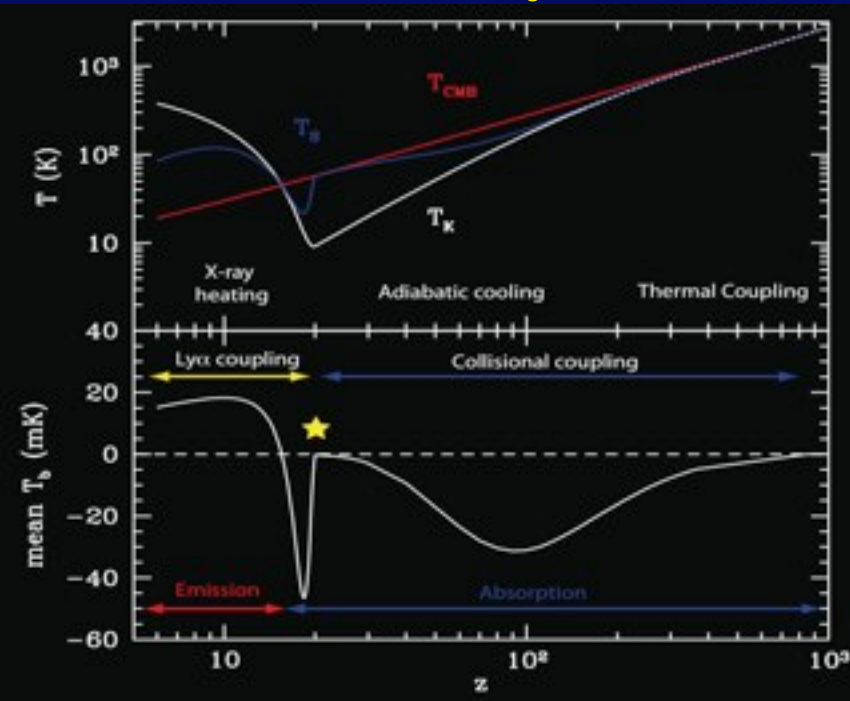 10³
10²
10
T (K)
T_CMB
T_S
T_K
X-ray
heating
Adiabatic cooling
Thermal Coupling
40
20
0
−20
−40
−60
mean T_b (mK)
Lyα coupling
Collisional coupling
Emission
Absorption
10
10²
10³
z